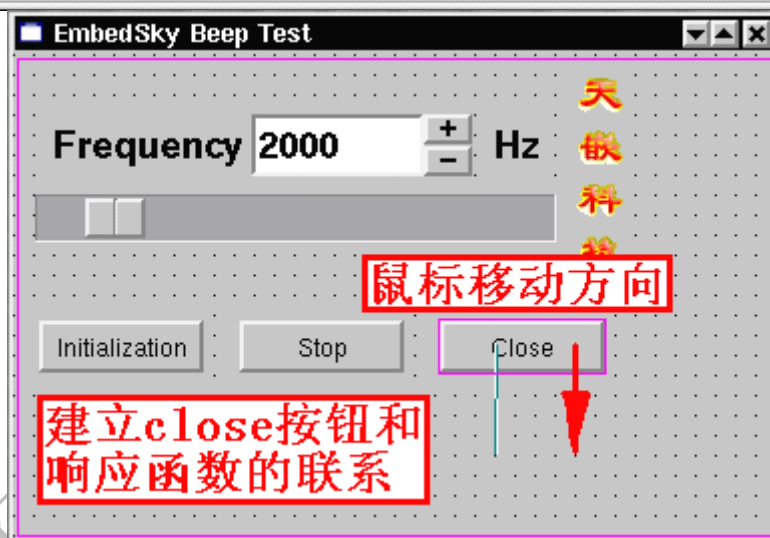 EmbedSky Beep Test
Frequency 2000 + - Hz
天
嵌
科
鼠标移动方向
Initialization Stop Close
建立close按钮和
响应函数的联系